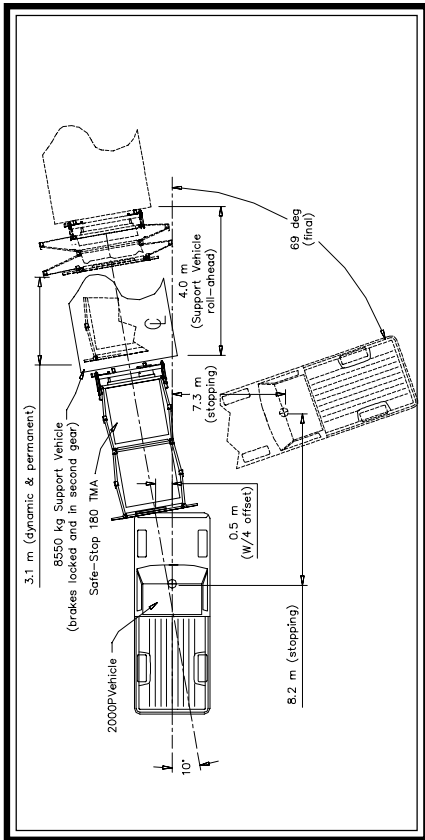 3.1 m (dynamic & permanent)
8550 kg Support Vehicle
(brakes locked and in second gear)
Safe-Stop 180 TMA
2000PVehicle
10°
CL
4.0 m
(Support Vehicle
roll-ahead)
7.3 m
(stopping)
0.5 m
(W/4 offset)
8.2 m (stopping)
69 deg
(final)